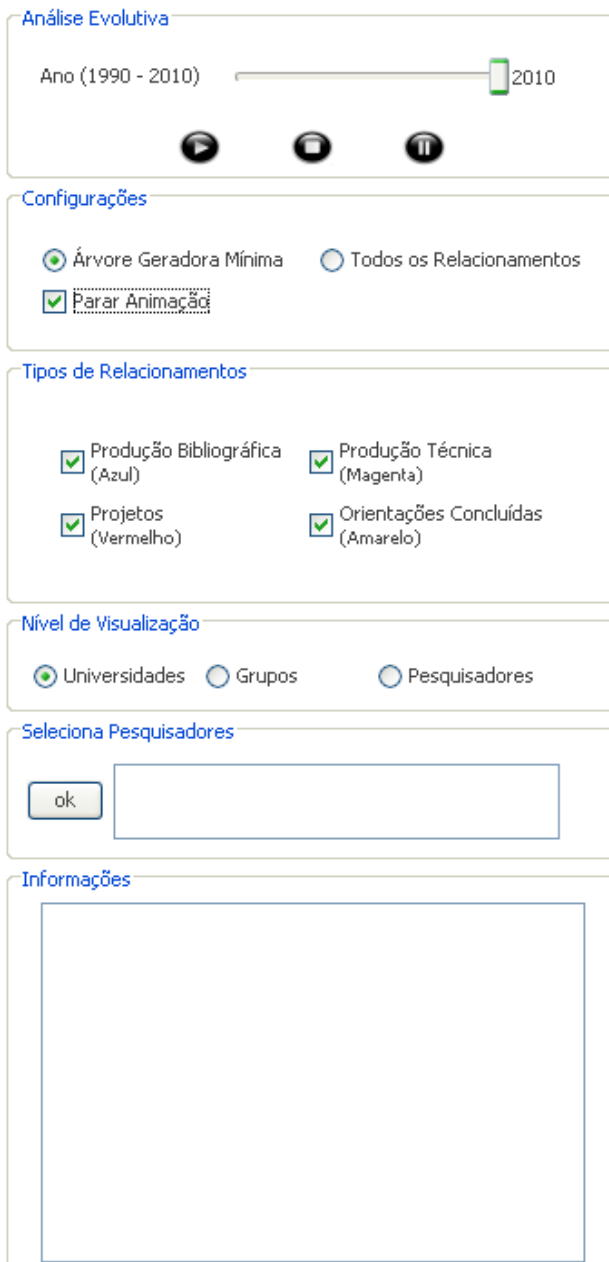 Análise Evolutiva
Ano (1990 - 2010) 2010
Configurações
Árvore Geradora Mínima Todos os Relacionamentos
Parar Animação
Tipos de Relacionamentos
Produção Bibliográfica Produção Técnica
(Azul) (Magenta)
Projetos Orientações Concluídas
(Vermelho) (Amarelo)
Nível de Visualização
Universidades Grupos Pesquisadores
Seleciona Pesquisadores
ok
Informações